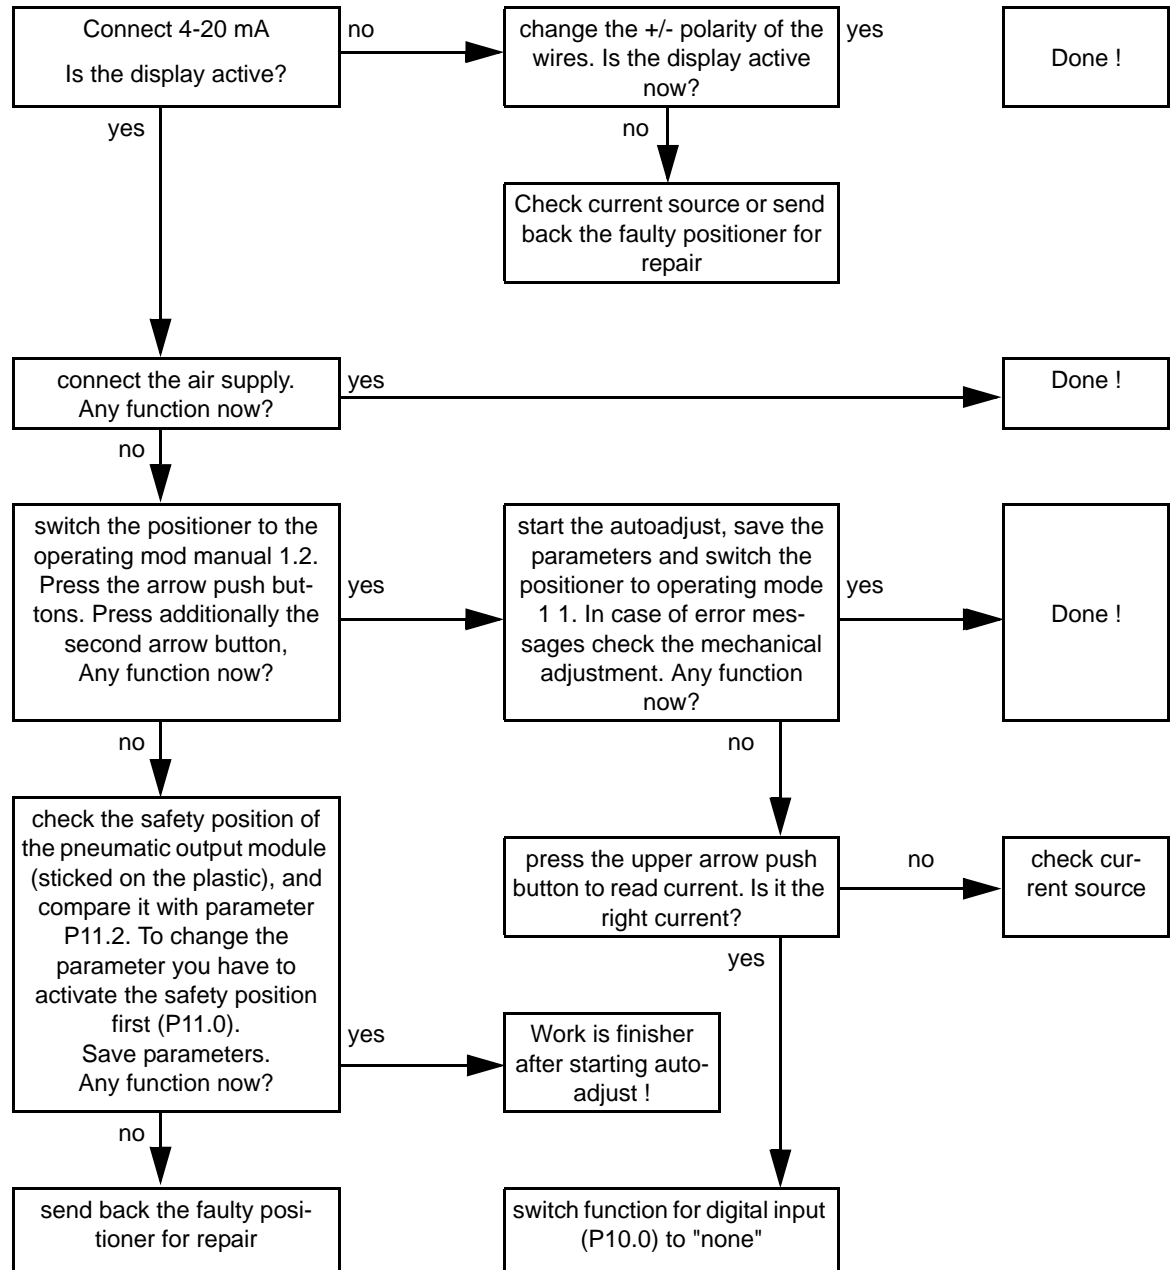 Connect 4-20 mA
Is the display active?
no
change the +/- polarity of the
wires. Is the display active
now?
yes
Done !
yes
no
Check current source or send
back the faulty positioner for
repair
connect the air supply.
Any function now?
yes
Done !
no
switch the positioner to the
operating mod manual 1.2.
Press the arrow push but-
tons. Press additionally the
second arrow button,
Any function now?
yes
start the autoadjust, save the
parameters and switch the
positioner to operating mode
1 1. In case of error mes-
sages check the mechanical
adjustment. Any function
now?
yes
Done !
no
no
check the safety position of
the pneumatic output module
(sticked on the plastic), and
compare it with parameter
P11.2. To change the
parameter you have to
activate the safety position
first (P11.0).
Save parameters.
Any function now?
press the upper arrow push
button to read current. Is it the
right current?
no
check cur-
rent source
yes
yes
Work is finisher
after starting auto-
adjust !
no
send back the faulty posi-
tioner for repair
switch function for digital input
(P10.0) to "none"